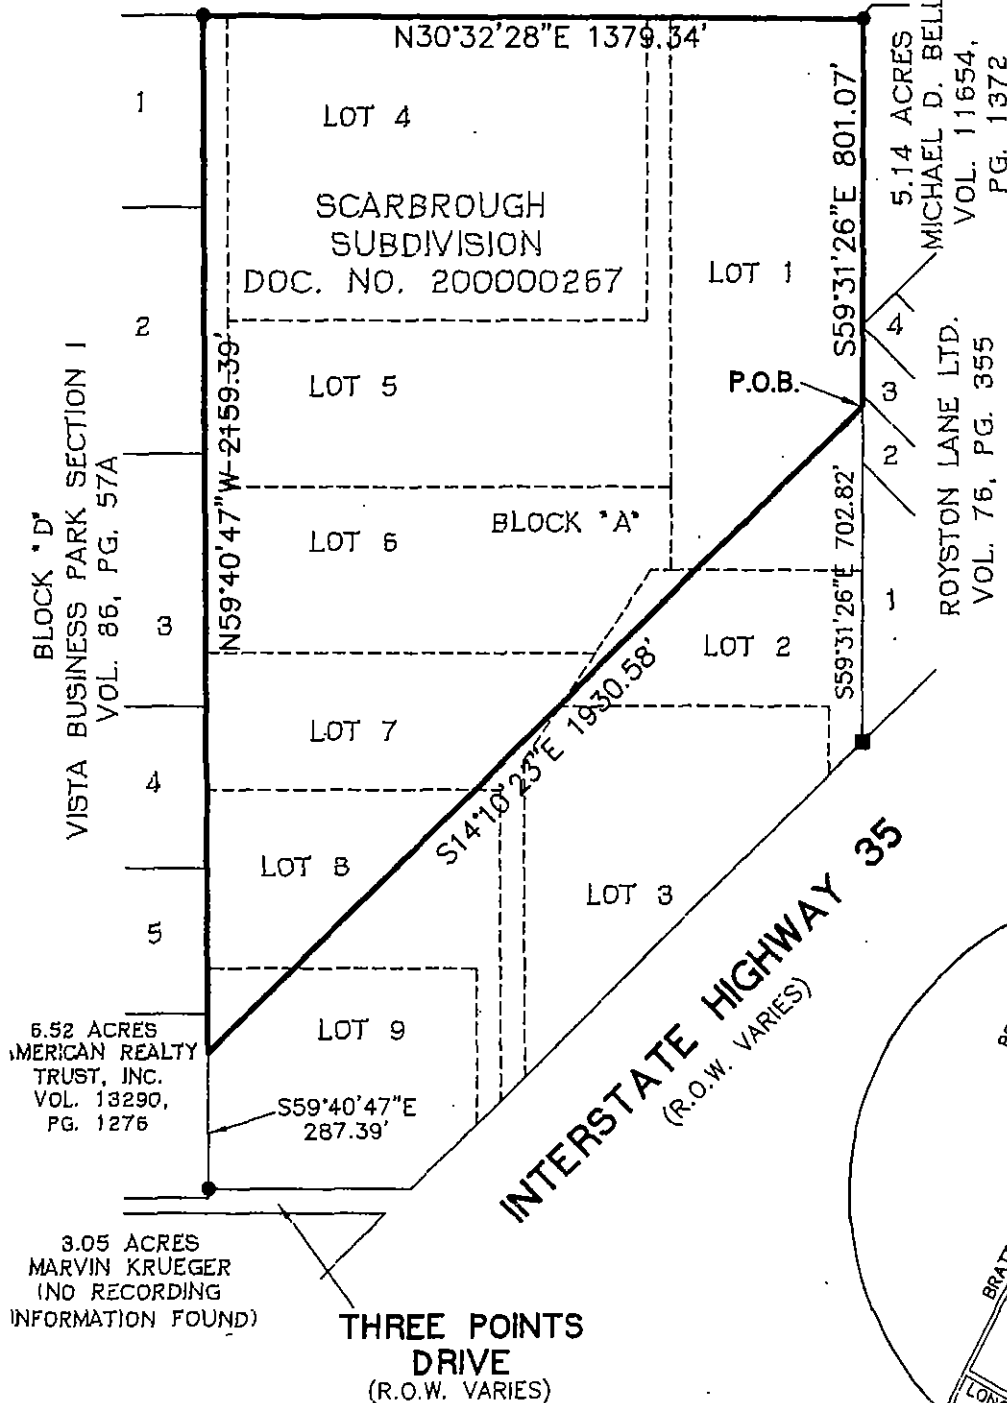 N30°32'28"E 1379.34'
1
LOT 4
SCARBROUGH
SUBDIVISION
DOC. NO. 200000267
LOT 1
S59°31'26"E 801.07'
5.14 ACRES
MICHAEL D. BELL
VOL. 11654,
PG. 1372
2
N59°40'47"W 2159.39'
LOT 5
P.O.B.
4
3
2
1
ROYSTON LANE LTD.
VOL. 76, PG. 355
BLOCK "D"
VISTA BUSINESS PARK SECTION 1
VOL. 86, PG. 57A
LOT 6
BLOCK "A"
S59°31'26"E 702.82'
3
LOT 2
LOT 7
S14°10'23"E 1930.58'
4
LOT 8
LOT 3
5
INTERSTATE HIGHWAY 35
(R.O.W. VARIES)
6.52 ACRES
AMERICAN REALTY
TRUST, INC.
VOL. 13290,
PG. 1276
LOT 9
S59°40'47"E
287.39'
3.05 ACRES
MARVIN KRUEGER
(NO RECORDING
INFORMATION FOUND)
THREE POINTS
DRIVE
(R.O.W. VARIES)